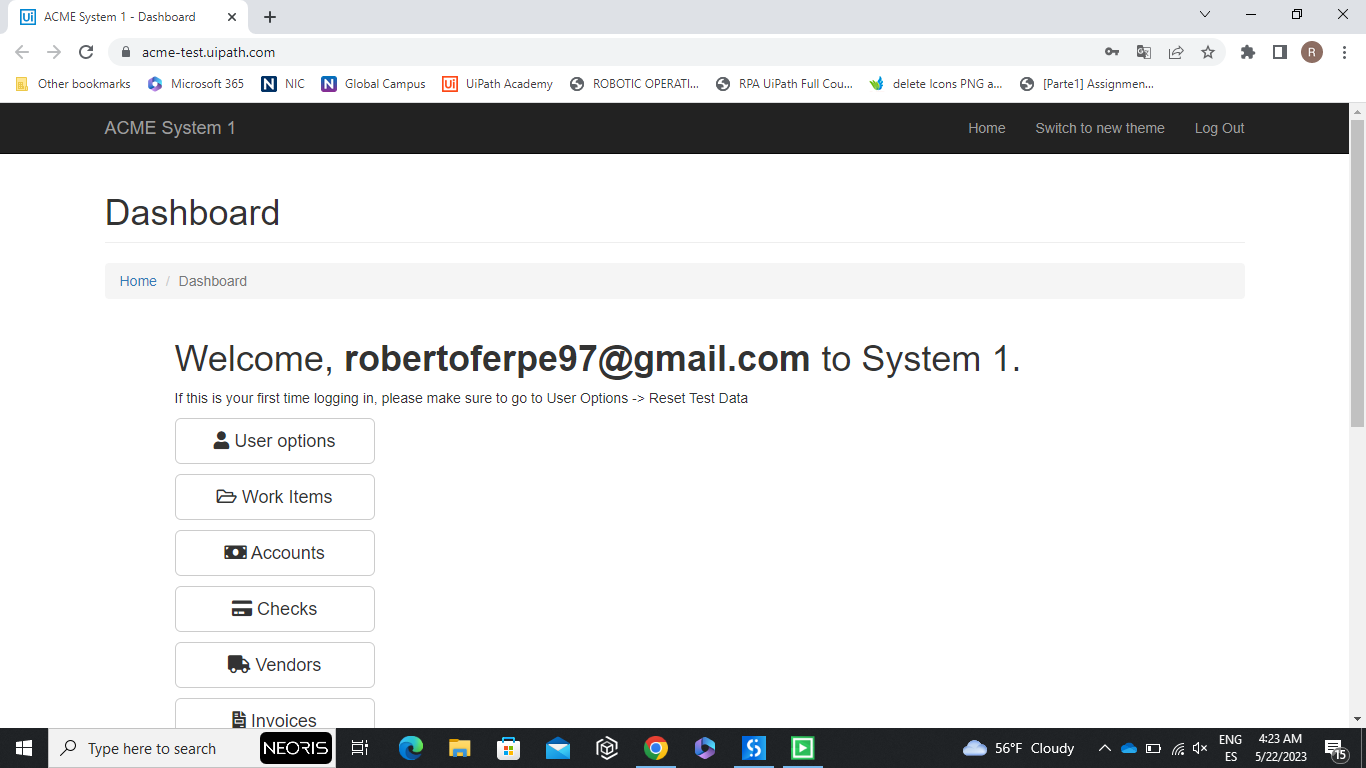 ACME System 1 - Dashboard
acme-test.uipath.com
R
Other bookmarks Microsoft 365 NIC Global Campus UiPath Academy ROBOTIC OPERATI... RPA UiPath Full Cou... delete Icons PNG a... [Parte1] Assignmen...
ACME System 1 Home Switch to new theme Log Out
Dashboard
Home / Dashboard
Welcome, robertoferpe97@gmail.com to System 1.
If this is your first time logging in, please make sure to go to User Options -> Reset Test Data
User options
Work Items
Accounts
Checks
Vendors
Invoices
Type here to search NEORIS 56°F Cloudy
ENG
ES
4:23 AM
5/22/2023
15